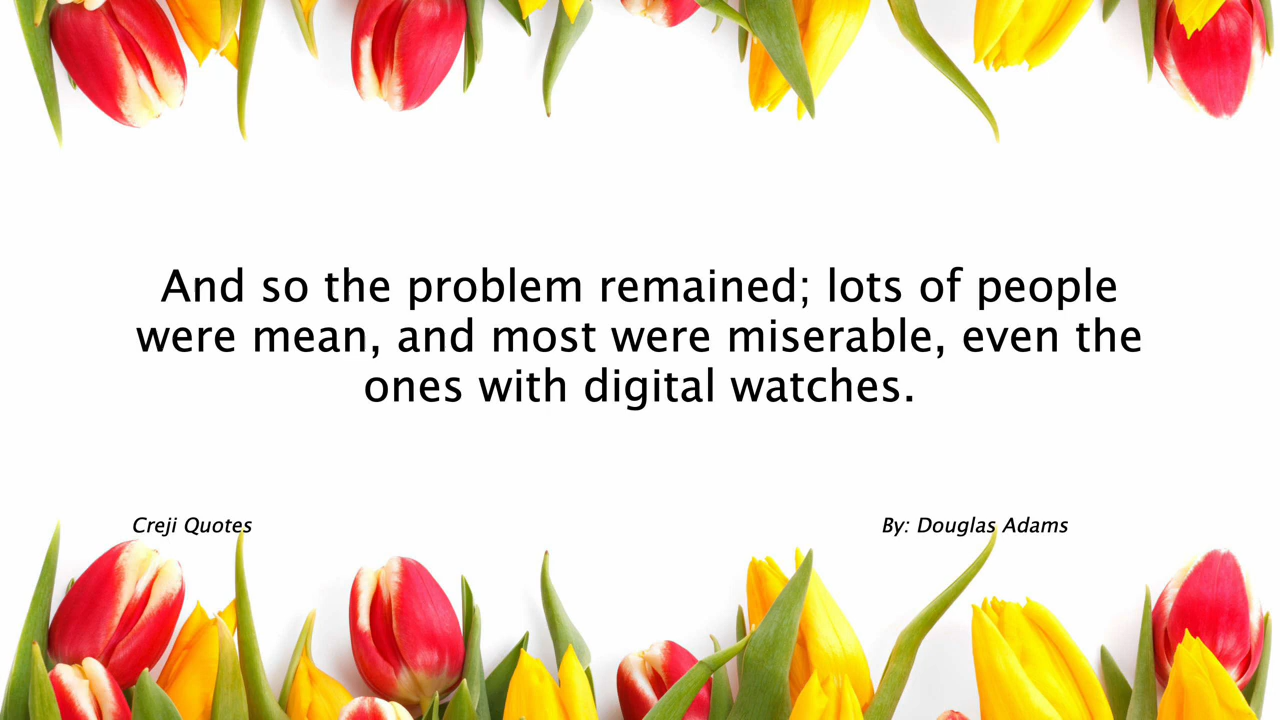 And so the problem remained; lots of people
were mean, and most were miserable, even the
ones with digital watches.
Creji Quotes
By: Douglas Adams